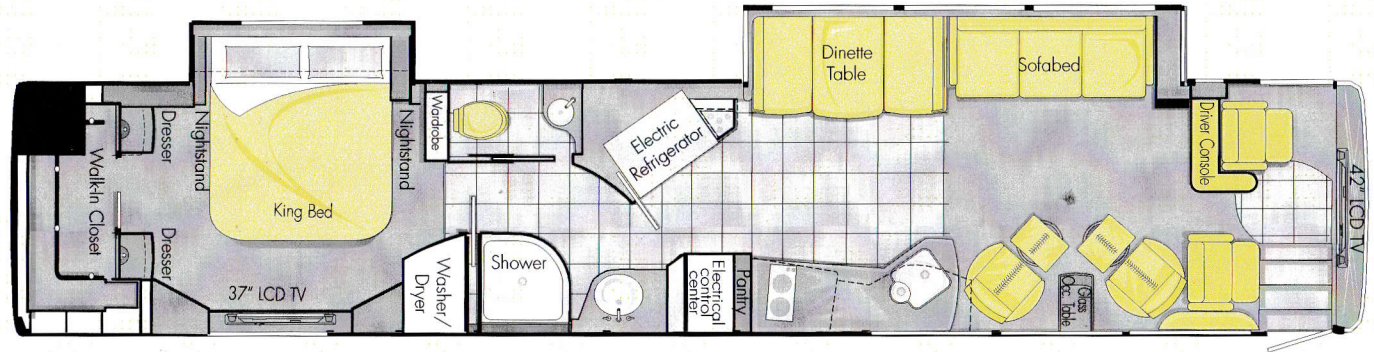 Walk-In Closet
Dresser
Dresser
Nightstand
King Bed
Nightstand
37" LCD TV
Wardrobe
Washer/
Dryer
Shower
Electric
Refrigerator
Electrical
control
center
Pantry
Dinette
Table
Sofabed
Glass
Occ. Table
Driver Console
42" LCD TV